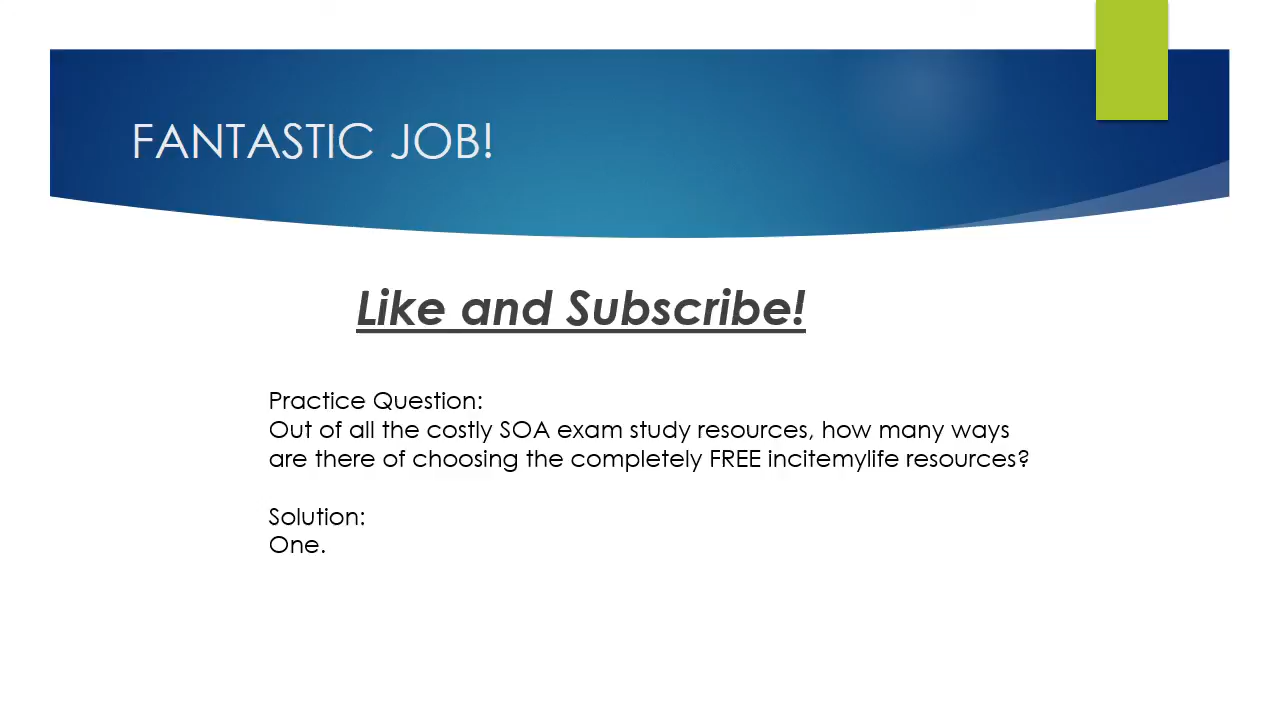 FANTASTIC JOB!
Like and Subscribe!
Practice Question:
Out of all the costly SOA exam study resources, how many ways
are there of choosing the completely FREE incitemylife resources?
Solution:
One.